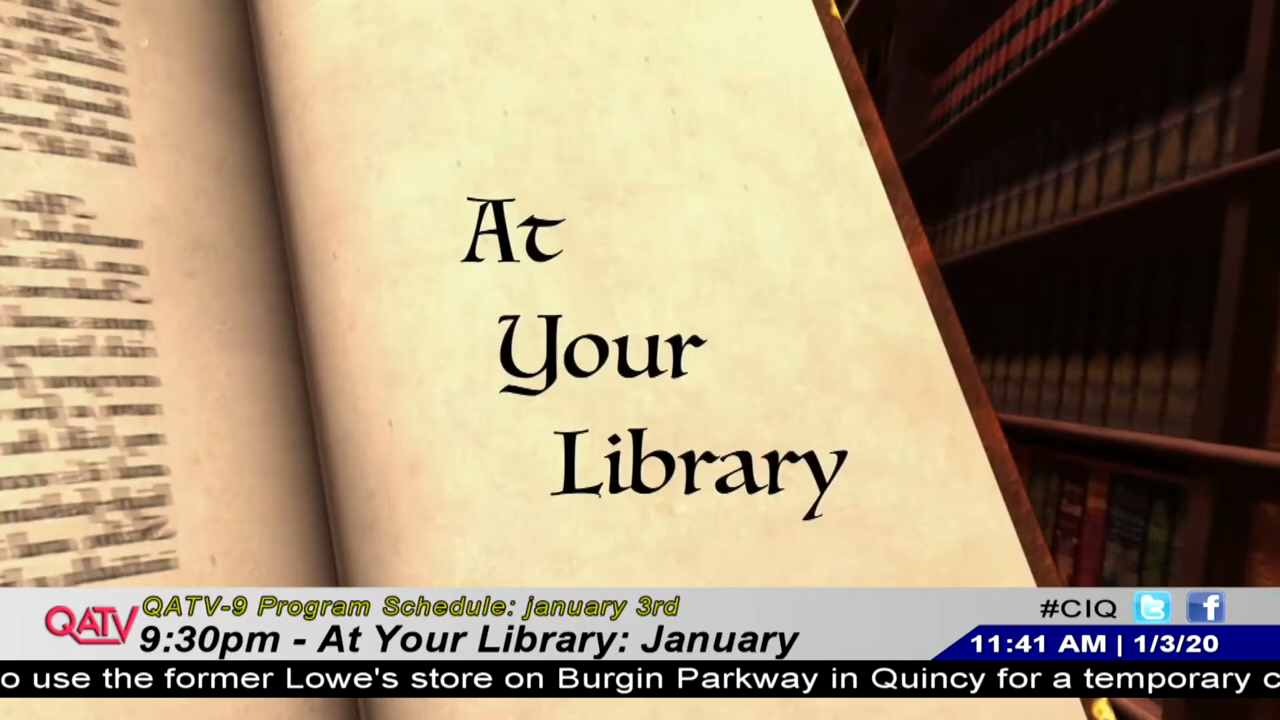 At
Your
Library
QATV
QATV-9 Program Schedule: january 3rd
#CIQ
9:30pm - At Your Library: January
11:41 AM | 1/3/20
o use the former Lowe's store on Burgin Parkway in Quincy for a temporary c